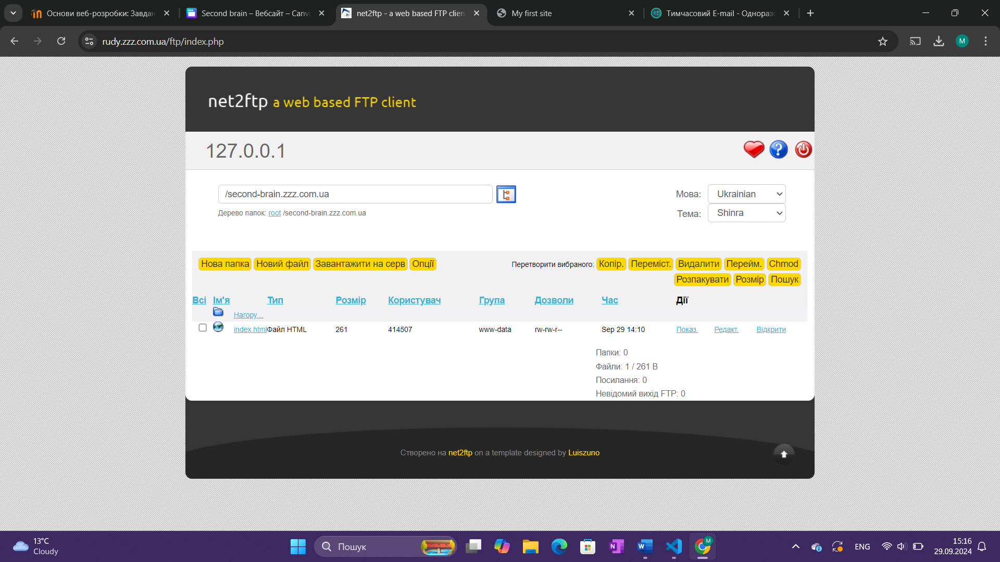 Основи веб-розробки: Завдан
Second brain – Вебсайт – Canv
net2ftp - a web based FTP clien
My first site
Тимчасовий E-mail - Однораз
rudy.zzz.com.ua/ftp/index.php
M
net2ftp a web based FTP client
127.0.0.1
/second-brain.zzz.com.ua
Мова: Ukrainian
Дерево папок: root /second-brain.zzz.com.ua
Тема: Shinra
Нова папка Новий файл Завантажити на серв Опції
Перетворити вибраного: Копір. Переміст. Видалити Перейм. Chmod
Розпакувати Розмір Пошук
Всі Ім'я Тип Розмір Користувач Група Дозволи Час Дії
Нагору ..
index.html Файл HTML 261 414507 www-data rw-rw-r-- Sep 29 14:10 Показ. Редакт. Відкрити
Папки: 0
Файли: 1 / 261 B
Посилання: 0
Невідомий вихід FTP: 0
Створено на net2ftp on a template designed by Luiszuno
13°C
Cloudy
Пошук
ENG
15:16
29.09.2024